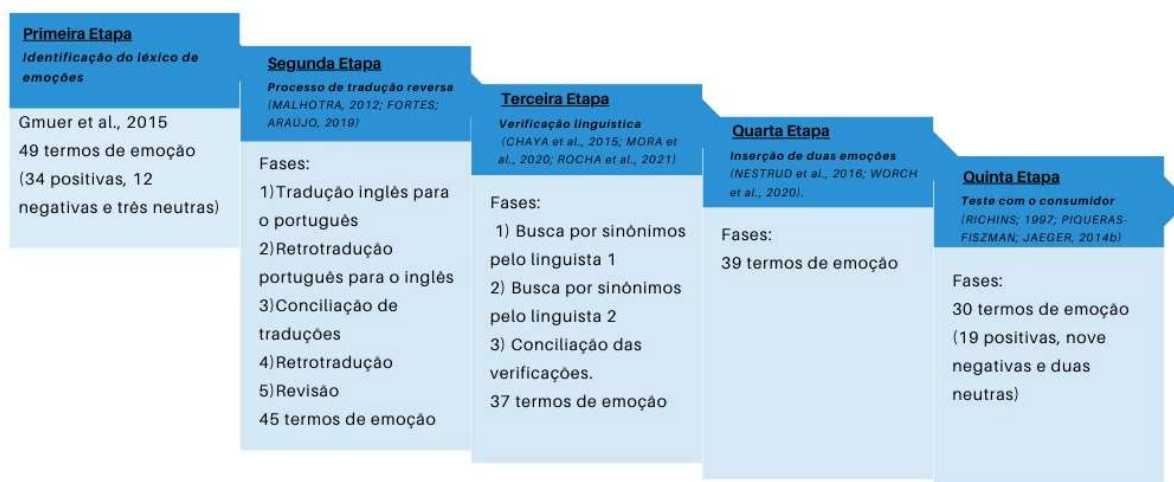 Primeira Etapa
Identificação do léxico de
emoções
Gmuer et al., 2015
49 termos de emoção
(34 positivas, 12
negativas e três neutras)
Segunda Etapa
Processo de tradução reversa
(MALHOTRA, 2012; FORTES;
ARAUJO, 2019)
Fases:
1)Tradução inglês para
o português
2)Retrotradução
português para o inglês
3)Conciliação de
traduções
4)Retrotradução
5)Revisão
45 termos de emoção
Terceira Etapa
Verificação linguística
(CHAYA et al., 2015; MORA et
al., 2020; ROCHA et al., 2021)
Fases:
1) Busca por sinônimos
pelo linguista 1
2) Busca por sinônimos
pelo linguista 2
3) Conciliação das
verificações.
37 termos de emoção
Quarta Etapa
Inserção de duas emoções
(NESTRUD et al., 2016; WORCH
et al., 2020).
Fases:
39 termos de emoção
Quinta Etapa
Teste com o consumidor
(RICHINS; 1997; PIQUERAS-
FISZMAN; JAEGER, 2014b)
Fases:
30 termos de emoção
(19 positivas, nove
negativas e duas
neutras)